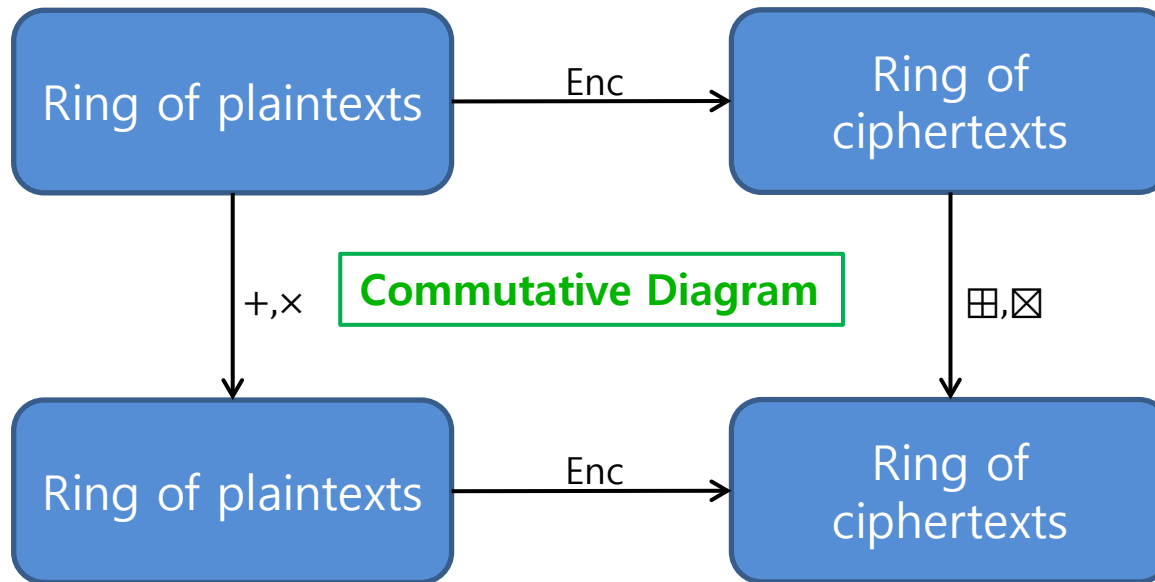 Ring of plaintexts
Enc
Ring of
ciphertexts
+,×
Commutative Diagram
⊞,⊠
Ring of plaintexts
Enc
Ring of
ciphertexts